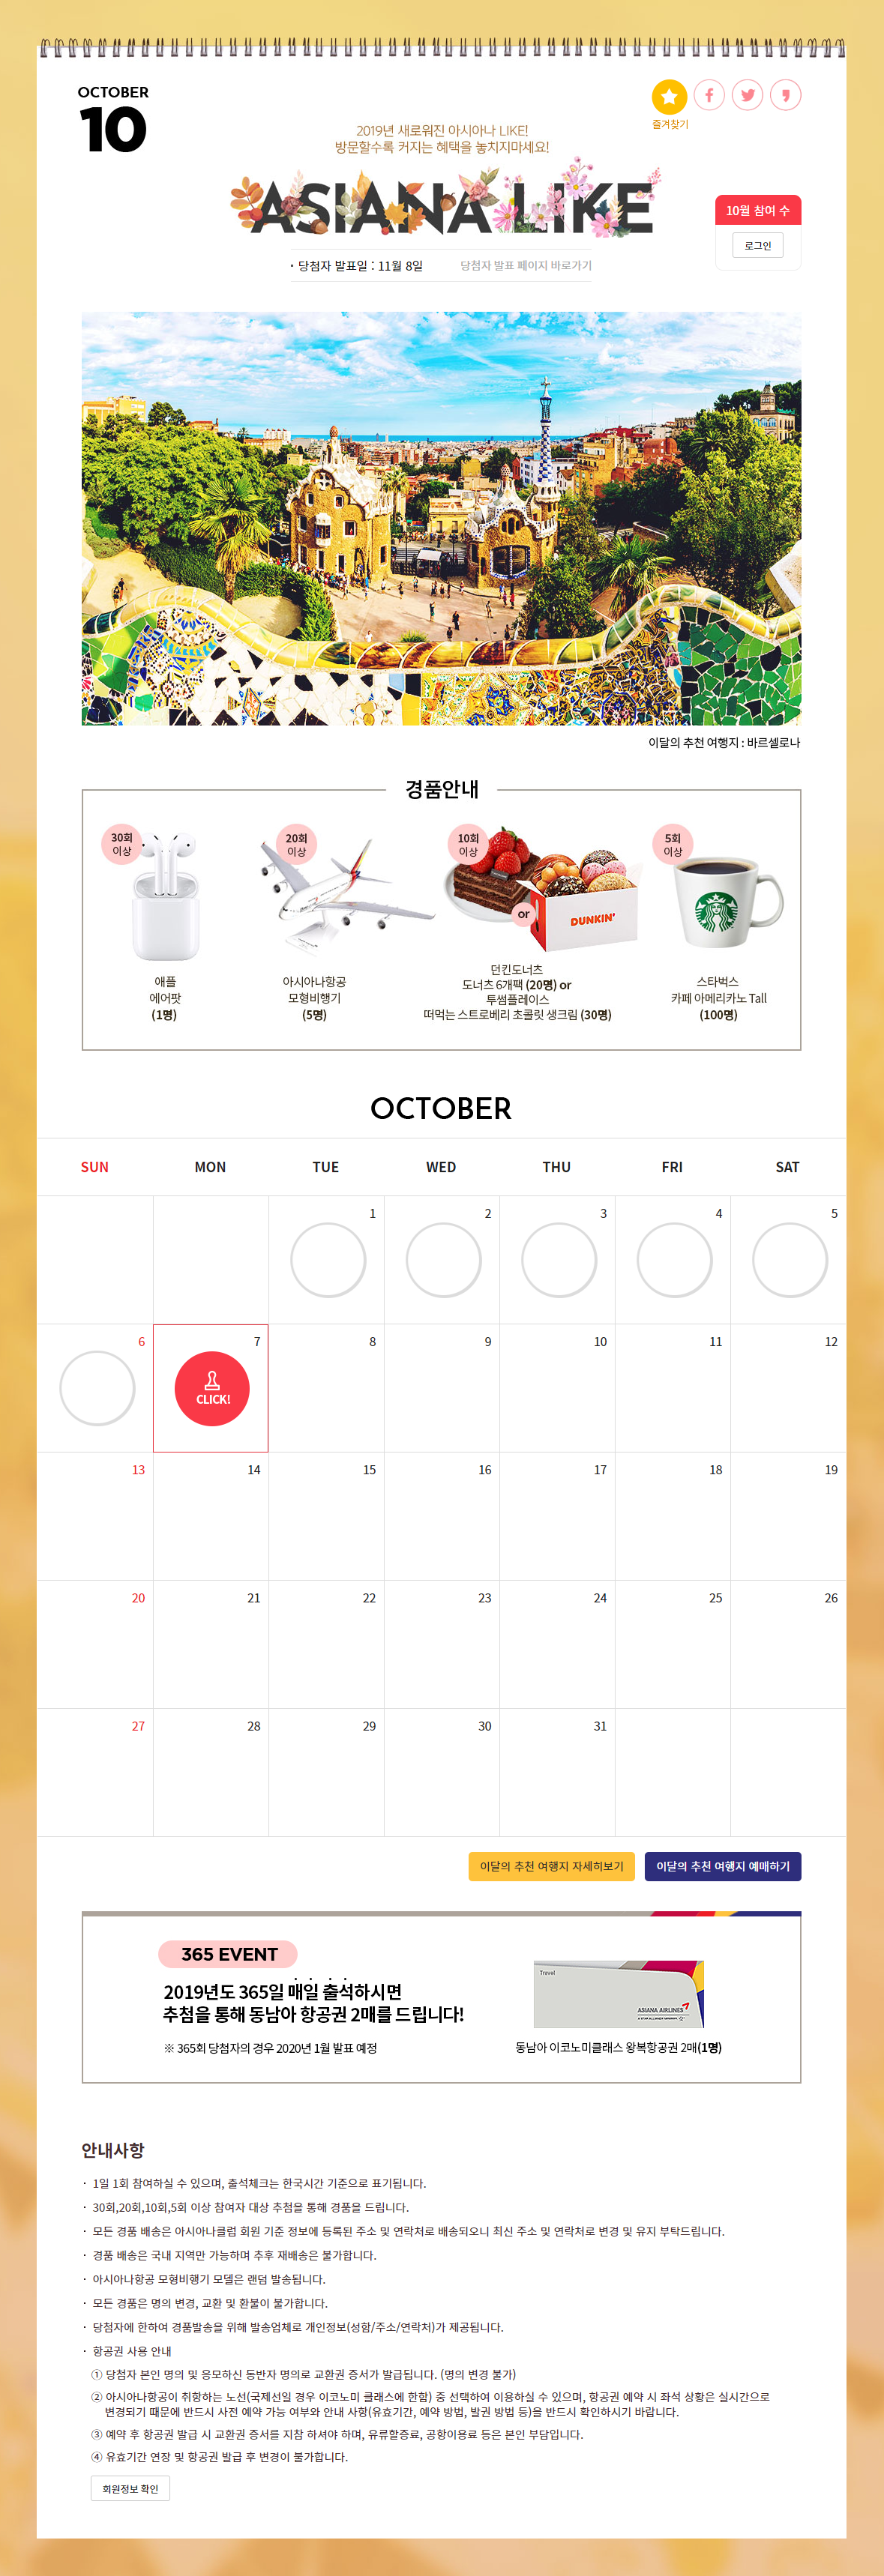 OCTOBER
10
즐겨찾기
2019년 새로워진 아시아나 LIKE!
방문할수록 커지는 혜택을 놓치지마세요!
ASIANA LIKE
10월 참여 수
로그인
· 당첨자 발표일 : 11월 8일
당첨자 발표 페이지 바로가기
이달의 추천 여행지 : 바르셀로나
경품안내
30회
이상
20회
이상
10회
이상
5회
이상
or
DUNKIN'
애플
에어팟
(1명)
아시아나항공
모형비행기
(5명)
던킨도너츠
도너츠 6개팩 (20명) or
투썸플레이스
떠먹는 스트로베리 초콜릿 생크림 (30명)
스타벅스
카페 아메리카노 Tall
(100명)
OCTOBER
SUN MON TUE WED THU FRI SAT
1 2 3 4 5
6 7 8 9 10 11 12
CLICK!
13 14 15 16 17 18 19
20 21 22 23 24 25 26
27 28 29 30 31
이달의 추천 여행지 자세히보기
이달의 추천 여행지 예매하기
365 EVENT
2019년도 365일 매일 출석하시면
추첨을 통해 동남아 항공권 2매를 드립니다!
※ 365회 당첨자의 경우 2020년 1월 발표 예정
Travel
ASIANA AIRLINES
동남아 이코노미클래스 왕복항공권 2매(1명)
안내사항
· 1일 1회 참여하실 수 있으며, 출석체크는 한국시간 기준으로 표기됩니다.
· 30회,20회,10회,5회 이상 참여자 대상 추첨을 통해 경품을 드립니다.
· 모든 경품 배송은 아시아나클럽 회원 기준 정보에 등록된 주소 및 연락처로 배송되오니 최신 주소 및 연락처로 변경 및 유지 부탁드립니다.
· 경품 배송은 국내 지역만 가능하며 추후 재배송은 불가합니다.
· 아시아나항공 모형비행기 모델은 랜덤 발송됩니다.
· 모든 경품은 명의 변경, 교환 및 환불이 불가합니다.
· 당첨자에 한하여 경품발송을 위해 발송업체로 개인정보(성함/주소/연락처)가 제공됩니다.
· 항공권 사용 안내
① 당첨자 본인 명의 및 응모하신 동반자 명의로 교환권 증서가 발급됩니다. (명의 변경 불가)
② 아시아나항공이 취항하는 노선(국제선일 경우 이코노미 클래스에 한함) 중 선택하여 이용하실 수 있으며, 항공권 예약 시 좌석 상황은 실시간으로
변경되기 때문에 반드시 사전 예약 가능 여부와 안내 사항(유효기간, 예약 방법, 발권 방법 등)을 반드시 확인하시기 바랍니다.
③ 예약 후 항공권 발급 시 교환권 증서를 지참 하셔야 하며, 유류할증료, 공항이용료 등은 본인 부담입니다.
④ 유효기간 연장 및 항공권 발급 후 변경이 불가합니다.
회원정보 확인